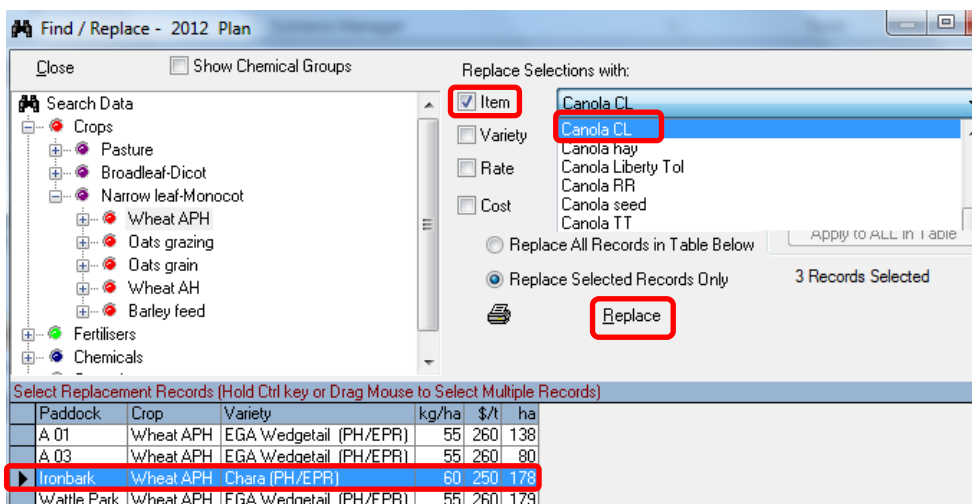 Find / Replace - 2012 Plan
Close Show Chemical Groups Replace Selections with:
Search Data
Crops
Pasture
Broadleaf-Dicot
Narrow leaf-Monocot
Wheat APH
Oats grazing
Oats grain
Wheat AH
Barley feed
Fertilisers
Chemicals
Item Canola CL
Variety
Rate
Cost
Canola CL
Canola hay
Canola Liberty Tol
Canola RR
Canola seed
Canola TT
Apply to ALL in Table
Replace All Records in Table Below
Replace Selected Records Only 3 Records Selected
Replace
Select Replacement Records (Hold Ctrl key or Drag Mouse to Select Multiple Records)
Paddock Crop Variety kg/ha $/t ha
A 01 Wheat APH EGA Wedgetail (PH/EPR) 55 260 138
A 03 Wheat APH EGA Wedgetail (PH/EPR) 55 260 80
Ironbark Wheat APH Chara (PH/EPR) 60 250 178
Wattle Park Wheat APH EGA Wedgetail (PH/EPR) 55 260 179